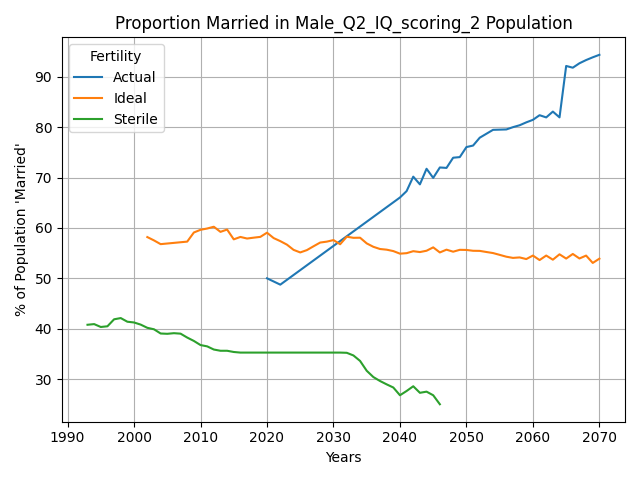 Proportion Married in Male_Q2_IQ_scoring_2 Population
Fertility
Actual
Ideal
Sterile
% of Population 'Married'
90
80
70
60
50
40
30
1990 2000 2010 2020 2030 2040 2050 2060 2070
Years